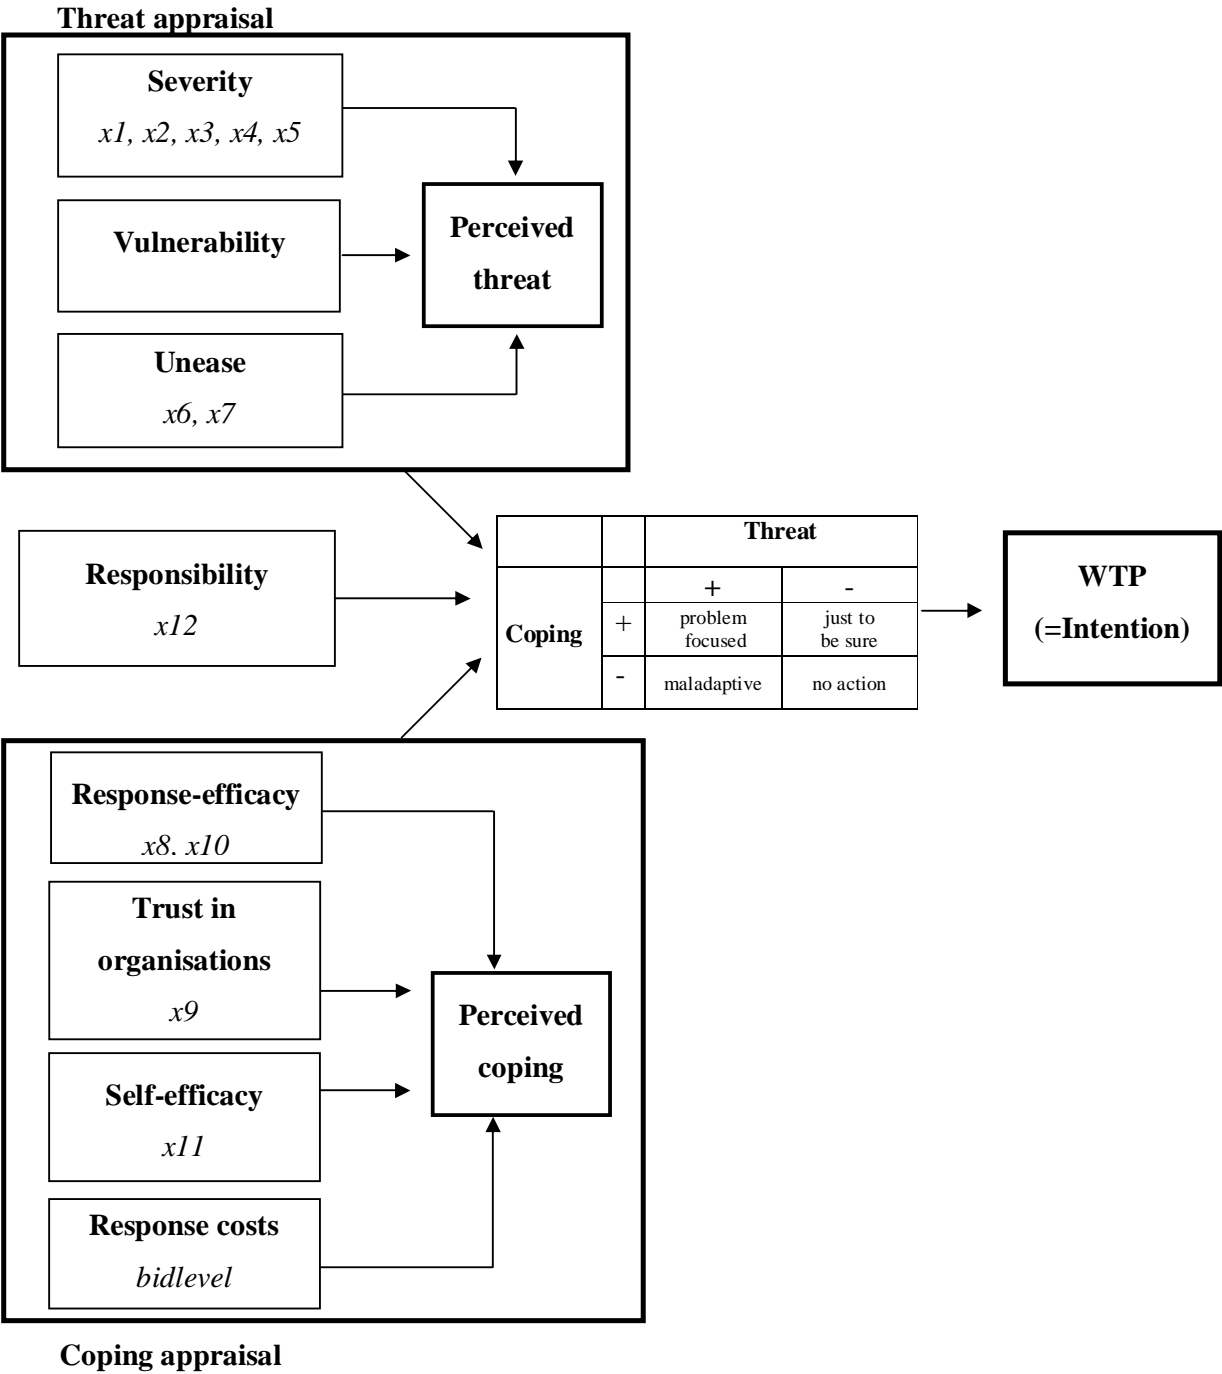 Threat appraisal
Severity
x1, x2, x3, x4, x5
Vulnerability
Perceived
threat
Unease
x6, x7
Responsibility
x12
Threat
+ -
Coping
+ problem
focused
just to
be sure
- maladaptive no action
WTP
(=Intention)
Response-efficacy
x8. x10
Trust in
organisations
x9
Perceived
coping
Self-efficacy
x11
Response costs
bidlevel
Coping appraisal